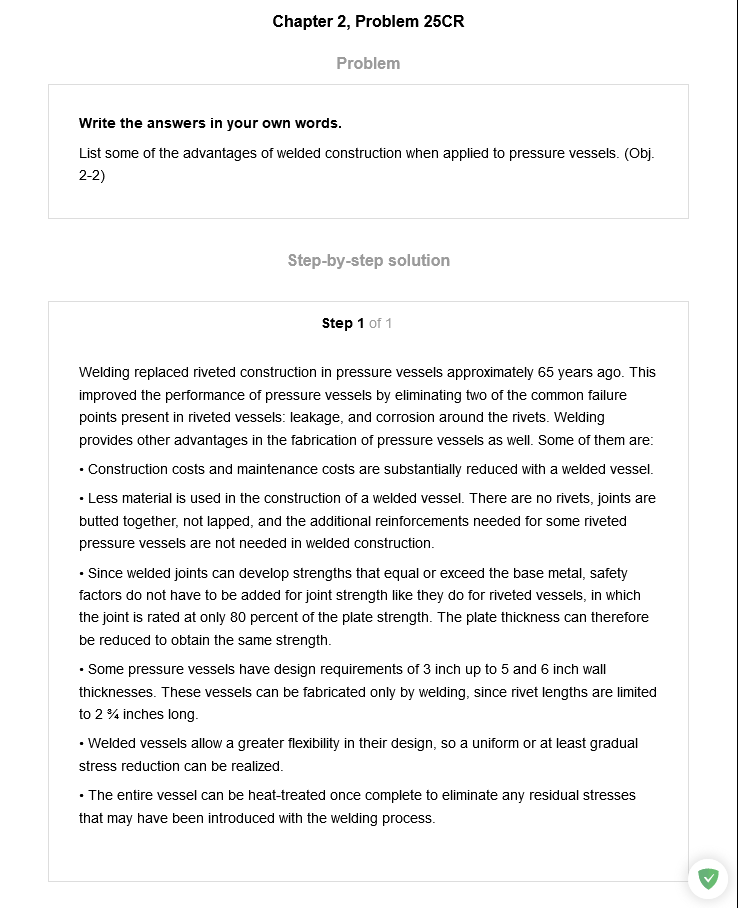 Chapter 2, Problem 25CR
Problem
Write the answers in your own words.
List some of the advantages of welded construction when applied to pressure vessels. (Obj.
2-2)
Step-by-step solution
Step 1 of 1
Welding replaced riveted construction in pressure vessels approximately 65 years ago. This
improved the performance of pressure vessels by eliminating two of the common failure
points present in riveted vessels: leakage, and corrosion around the rivets. Welding
provides other advantages in the fabrication of pressure vessels as well. Some of them are:
• Construction costs and maintenance costs are substantially reduced with a welded vessel.
• Less material is used in the construction of a welded vessel. There are no rivets, joints are
butted together, not lapped, and the additional reinforcements needed for some riveted
pressure vessels are not needed in welded construction.
• Since welded joints can develop strengths that equal or exceed the base metal, safety
factors do not have to be added for joint strength like they do for riveted vessels, in which
the joint is rated at only 80 percent of the plate strength. The plate thickness can therefore
be reduced to obtain the same strength.
• Some pressure vessels have design requirements of 3 inch up to 5 and 6 inch wall
thicknesses. These vessels can be fabricated only by welding, since rivet lengths are limited
to 2 ¾ inches long.
• Welded vessels allow a greater flexibility in their design, so a uniform or at least gradual
stress reduction can be realized.
• The entire vessel can be heat-treated once complete to eliminate any residual stresses
that may have been introduced with the welding process.